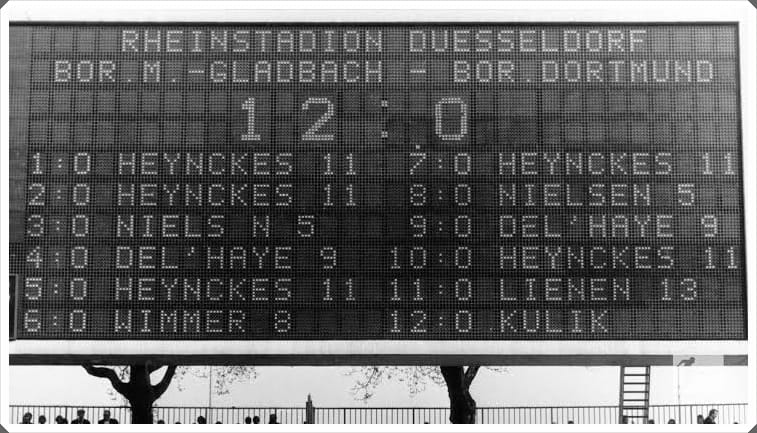 RHEINSTADION DUESSELDORF
BOR.M.-GLADBACH - BOR.DORTMUND
12:0
1:0 HEYNCKES 11 7:0 HEYNCKES 11
2:0 HEYNCKES 11 8:0 NIELSEN 5
3:0 NIELS N 5 9:0 DEL'HAYE 9
4:0 DEL'HAYE 9 10:0 HEYNCKES 11
5:0 HEYNCKES 11 11:0 LIENEN 13
6:0 WIMMER 8 12:0 KULIK